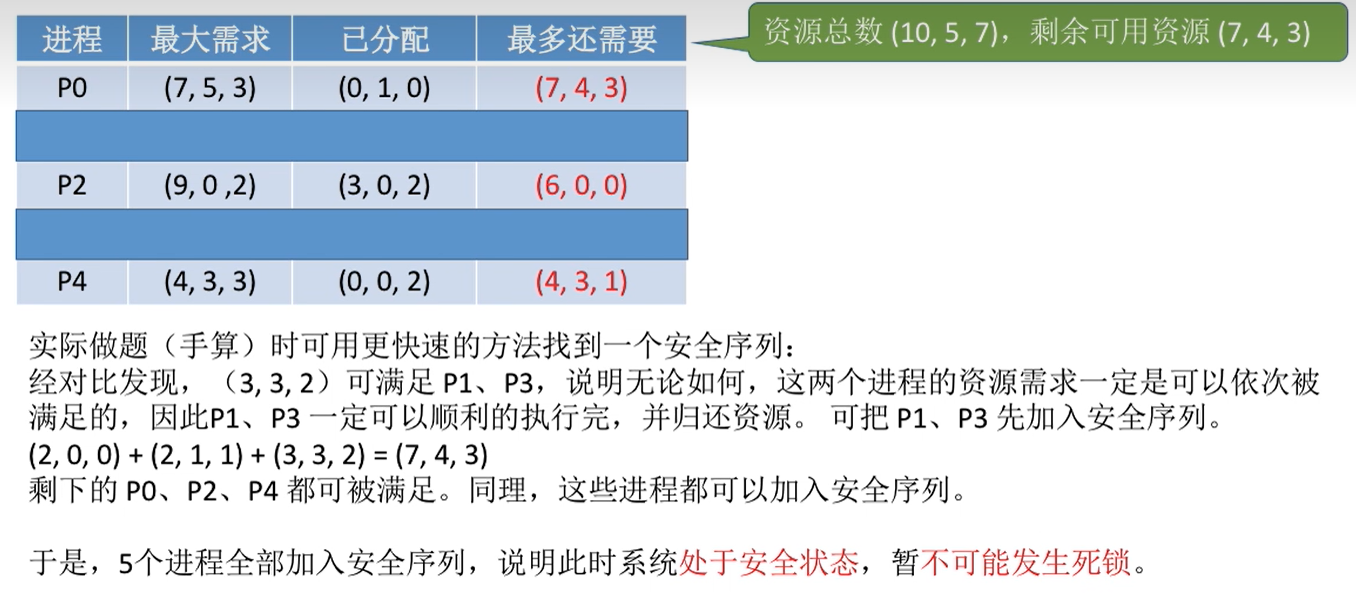 进程 最大需求 已分配 最多还需要
资源总数 (10, 5, 7)，剩余可用资源 (7, 4, 3)
P0 (7, 5, 3) (0, 1, 0) (7, 4, 3)
P2 (9, 0 ,2) (3, 0, 2) (6, 0, 0)
P4 (4, 3, 3) (0, 0, 2) (4, 3, 1)
实际做题（手算）时可用更快速的方法找到一个安全序列：
经对比发现，（3, 3, 2）可满足 P1、P3，说明无论如何，这两个进程的资源需求一定是可以依次被
满足的，因此P1、P3 一定可以顺利的执行完，并归还资源。 可把 P1、P3 先加入安全序列。
(2, 0, 0) + (2, 1, 1) + (3, 3, 2) = (7, 4, 3)
剩下的 P0、P2、P4 都可被满足。同理，这些进程都可以加入安全序列。
于是，5个进程全部加入安全序列，说明此时系统处于安全状态，暂不可能发生死锁。